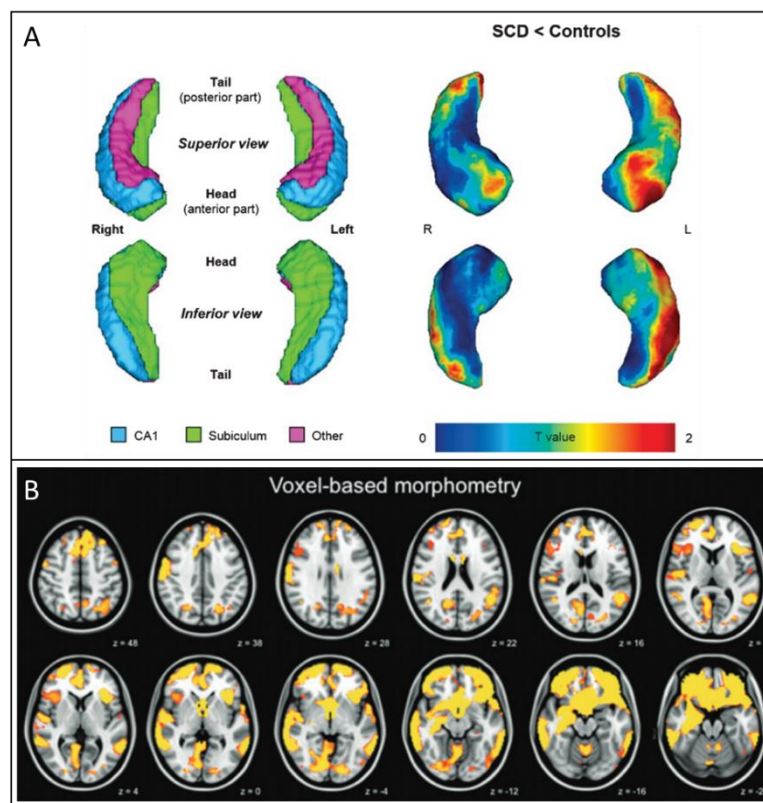 A
SCD < Controls
Tail
(posterior part)
Superior view
Head
(anterior part)
Right
Left
R
L
Head
Inferior view
Tail
CA1
Subiculum
Other
0
T value
2
B
Voxel-based morphometry
z = 48
z = 38
z = 28
z = 22
z = 16
z =
z = 4
z = 0
z = -4
z = -12
z = -16
z = -2